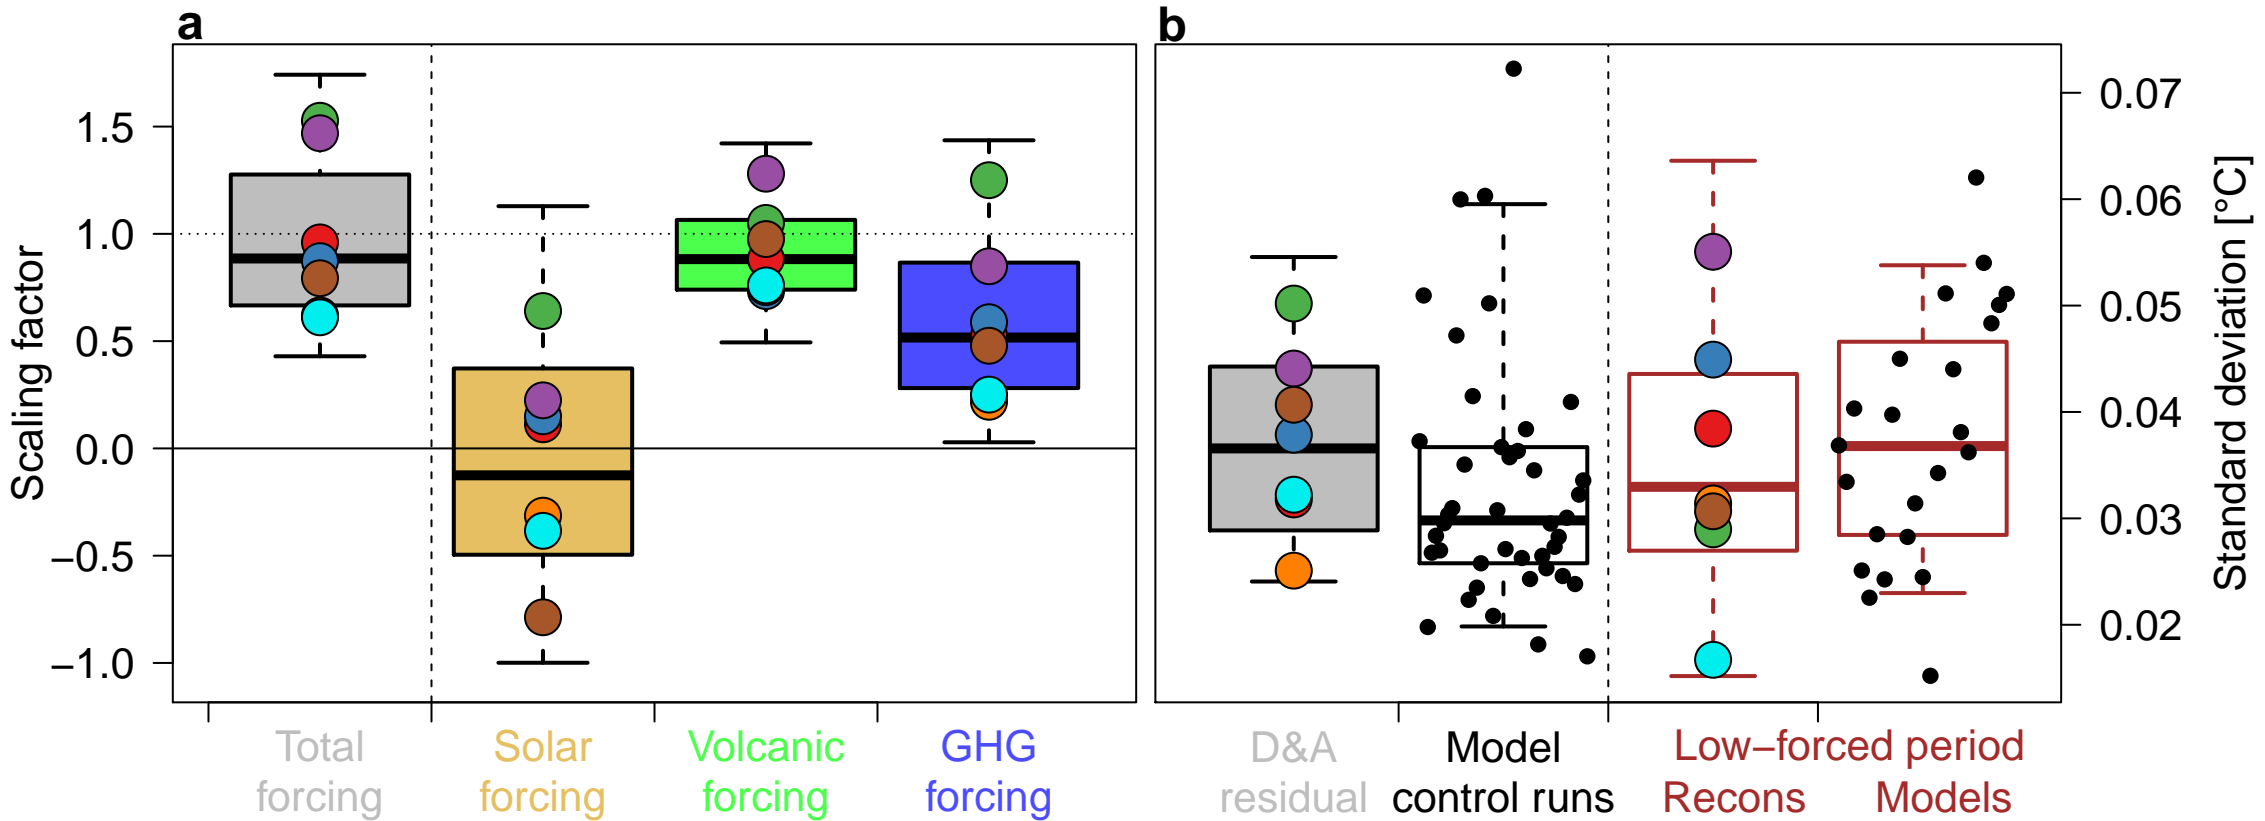 a
b
Scaling factor
1.5
1.0
0.5
0.0
−0.5
−1.0
Total
forcing
Solar
forcing
Volcanic
forcing
GHG
forcing
0.07
0.06
0.05
0.04
0.03
0.02
Standard deviation [°C]
D&A
residual
Model
control runs
Low−forced period
Recons
Models